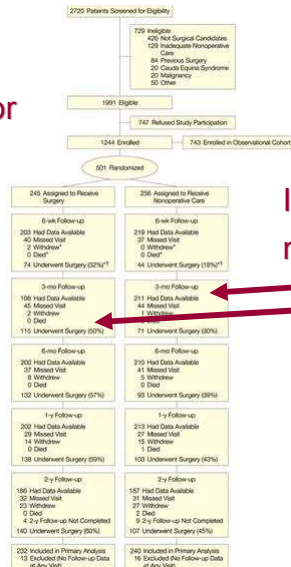 2720 Patients Screened for Eligibility
729 Ineligible
426 Not Surgical Candidates
129 Inadequate Nonoperative
Care
84 Previous Surgery
20 Cauda Equina Syndrome
20 Malignancy
50 Other
1991 Eligible
747 Refused Study Participation
or
1244 Enrolled
743 Enrolled in Observational Cohort
501 Randomized
245 Assigned to Receive
Surgery
6-wk Follow-up
203 Had Data Available
40 Missed Visit
2 Withdrew*
0 Died*
74 Underwent Surgery (32%)*†
3-mo Follow-up
198 Had Data Available
45 Missed Visit
2 Withdrew
0 Died
115 Underwent Surgery (50%)
6-mo Follow-up
200 Had Data Available
37 Missed Visit
8 Withdrew
0 Died
132 Underwent Surgery (57%)
1-y Follow-up
202 Had Data Available
29 Missed Visit
14 Withdrew
0 Died
138 Underwent Surgery (59%)
2-y Follow-up
186 Had Data Available
32 Missed Visit
23 Withdrew
0 Died
4 2-y Follow-up Not Completed
140 Underwent Surgery (60%)
232 Included in Primary Analysis
13 Excluded (No Follow-up Data
at Any Visit)
256 Assigned to Receive
Nonoperative Care
6-wk Follow-up
219 Had Data Available
37 Missed Visit
0 Withdrew*
0 Died*
44 Underwent Surgery (18%)*†
3-mo Follow-up
211 Had Data Available
44 Missed Visit
1 Withdrew
0
71 Underwent Surgery (30%)
6-mo Follow-up
210 Had Data Available
41 Missed Visit
5 Withdrew
0 Died
93 Underwent Surgery (39%)
1-y Follow-up
213 Had Data Available
27 Missed Visit
15 Withdrew
1 Died
103 Underwent Surgery (43%)
2-y Follow-up
187 Had Data Available
31 Missed Visit
27 Withdrew
2 Died
9 2-y Follow-up Not Completed
107 Underwent Surgery (45%)
240 Included in Primary Analysis
16 Excluded (No Follow-up Data
at Any Visit)